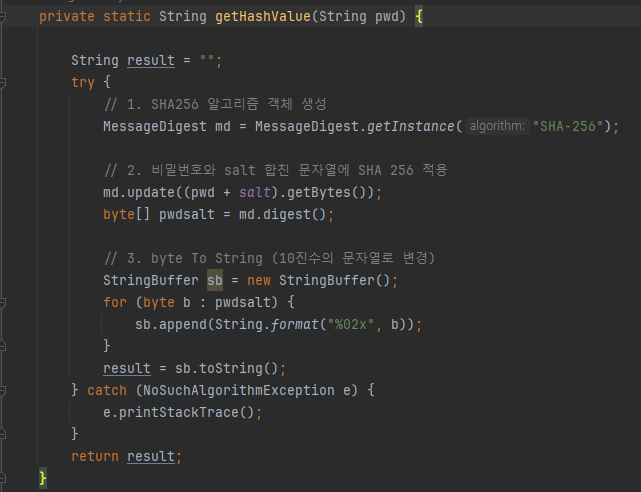 private static String getHashValue(String pwd) {
String result = "";
try {
// 1. SHA256 알고리즘 객체 생성
MessageDigest md = MessageDigest.getInstance( algorithm: "SHA-256");
// 2. 비밀번호와 salt 합친 문자열에 SHA 256 적용
md.update((pwd + salt).getBytes());
byte[] pwdsalt = md.digest();
// 3. byte To String (10진수의 문자열로 변경)
StringBuffer sb = new StringBuffer();
for (byte b : pwdsalt) {
sb.append(String.format("%02x", b));
}
result = sb.toString();
} catch (NoSuchAlgorithmException e) {
e.printStackTrace();
}
return result;
}